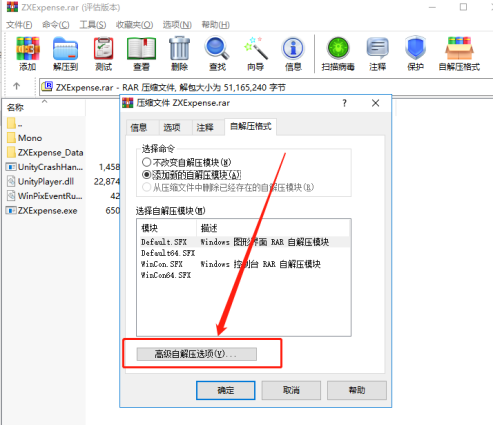 ZXExpense.rar (评估版本)
文件(F) 命令(C) 工具(S) 收藏夹(O) 选项(N) 帮助(H)
添加 解压到 测试 查看 删除 查找 向导 信息 扫描病毒 注释 保护 自解压格式
ZXExpense.rar - RAR 压缩文件, 解包大小为 51,165,240 字节
名称
..
Mono
ZXExpense_Data
UnityCrashHan... 1,458
UnityPlayer.dll 22,874
WinPixEventRu... 42
ZXExpense.exe 650
压缩文件 ZXExpense.rar
信息 选项 注释 自解压格式
选择命令
不改变自解压模块(N)
添加新的自解压模块(A)
从压缩文件中删除已经存在的自解压模块(R)
选择自解压模块(M)
模块 描述
Default.SFX Windows 图形界面 RAR 自解压模块
Default64.SFX
WinCon.SFX Windows 控制台 RAR 自解压模块
WinCon64.SFX
高级自解压选项(V)...
确定 取消 帮助